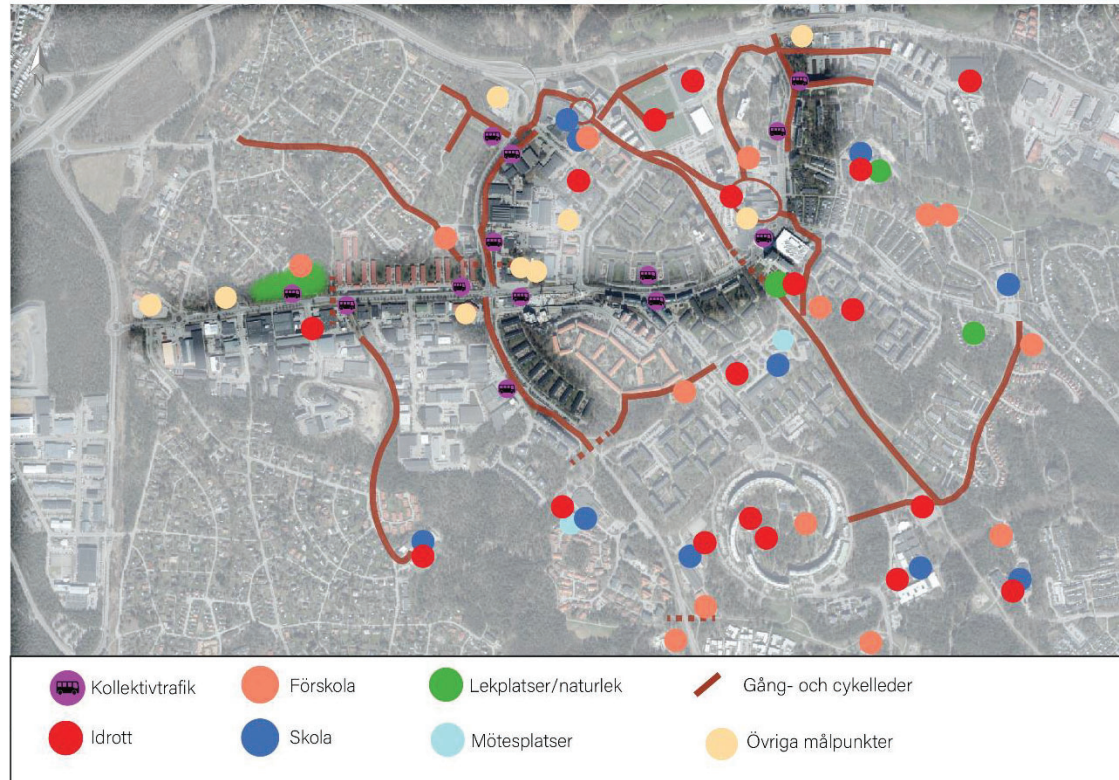 N
Kollektivtrafik
Förskola
Lekplatser/naturlek
Gång- och cykelleder
Idrott
Skola
Mötesplatser
Övriga målpunkter